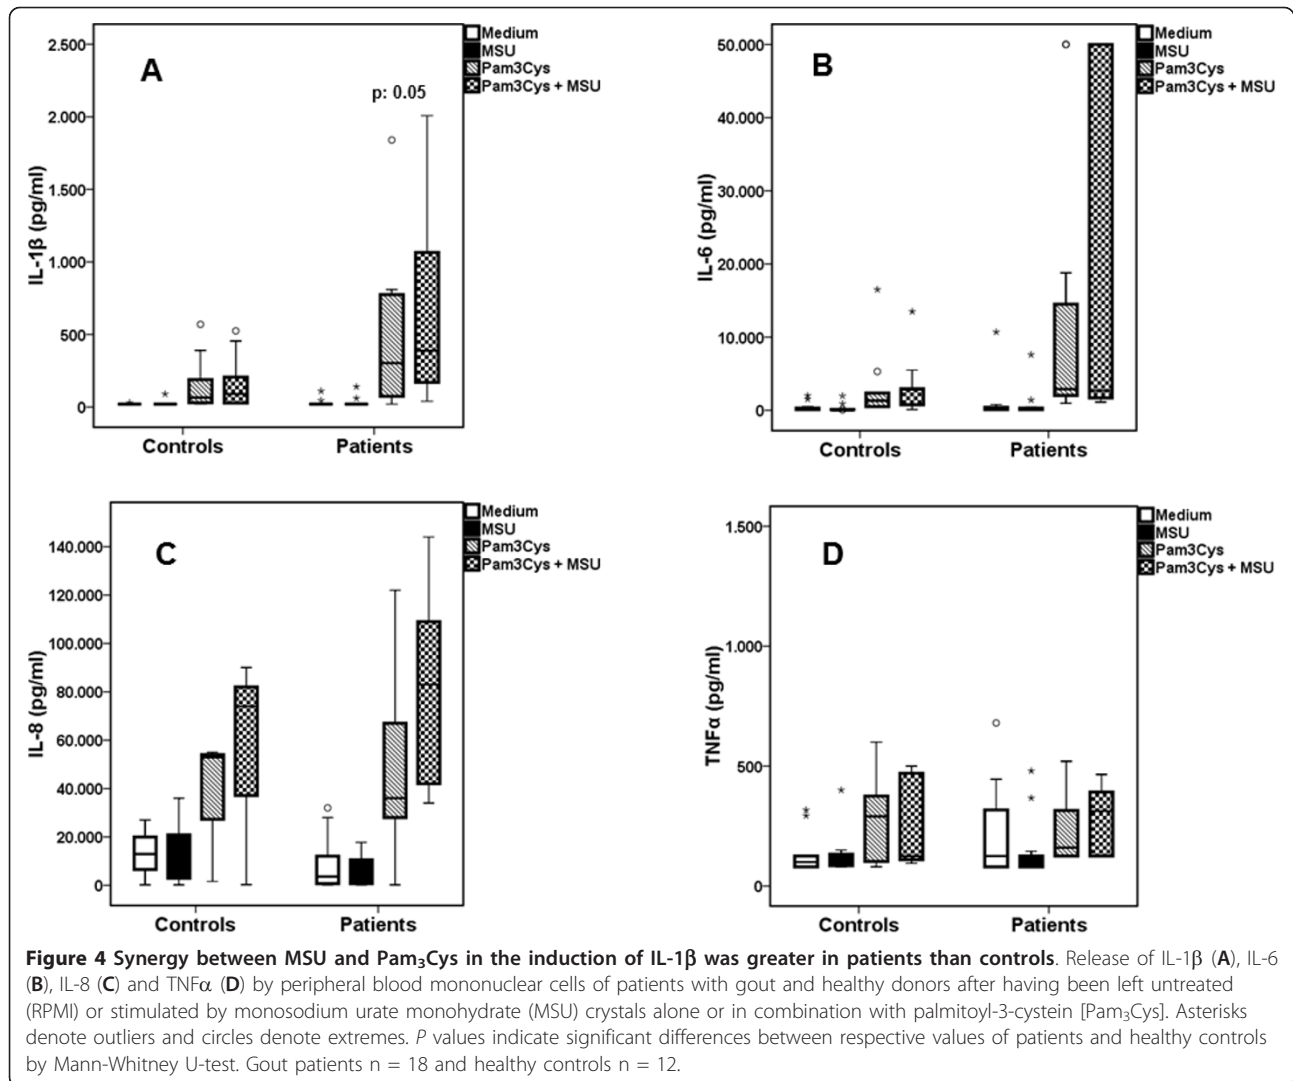 A
2.500
2.000
1.500
1.000
500
0
IL-1β (pg/ml)
p: 0.05
Controls
Patients
Medium
MSU
Pam3Cys
Pam3Cys + MSU
B
50.000
40.000
30.000
20.000
10.000
0
IL-6 (pg/ml)
Controls
Patients
Medium
MSU
Pam3Cys
Pam3Cys + MSU
C
140.000
120.000
100.000
80.000
60.000
40.000
20.000
0
IL-8 (pg/ml)
Controls
Patients
Medium
MSU
Pam3Cys
Pam3Cys + MSU
D
1.500
1.000
500
0
TNFα (pg/ml)
Controls
Patients
Medium
MSU
Pam3Cys
Pam3Cys + MSU
Figure 4 Synergy between MSU and Pam₃Cys in the induction of IL-1β was greater in patients than controls. Release of IL-1β (A), IL-6
(B), IL-8 (C) and TNFα (D) by peripheral blood mononuclear cells of patients with gout and healthy donors after having been left untreated
(RPMI) or stimulated by monosodium urate monohydrate (MSU) crystals alone or in combination with palmitoyl-3-cystein [Pam₃Cys]. Asterisks
denote outliers and circles denote extremes. P values indicate significant differences between respective values of patients and healthy controls
by Mann-Whitney U-test. Gout patients n = 18 and healthy controls n = 12.